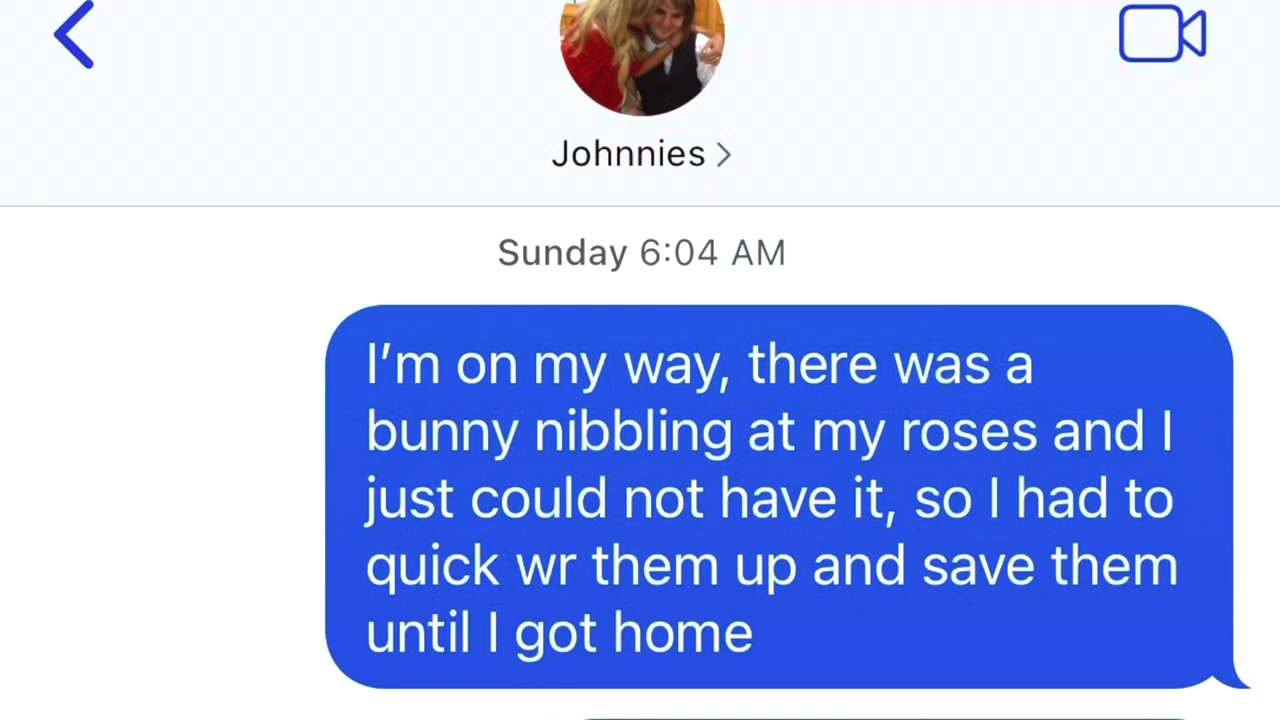 Johnnies
Sunday 6:04 AM
I’m on my way, there was a
bunny nibbling at my roses and I
just could not have it, so I had to
quick wr them up and save them
until I got home